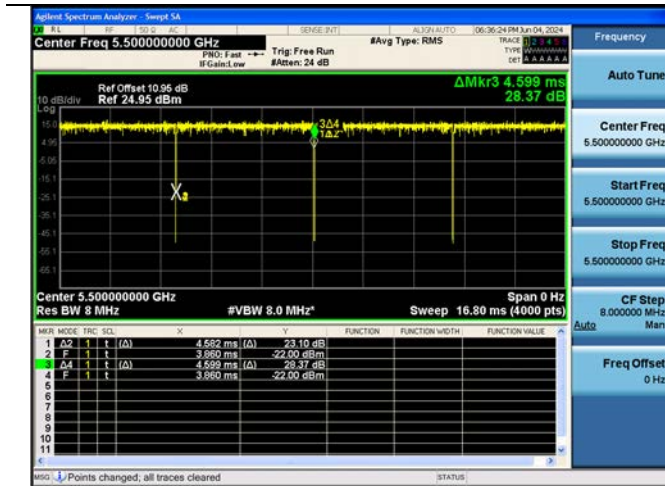 Agilent Spectrum Analyzer - Swept SA
RL RF 50 Ω AC SENSE:INT ALIGN AUTO 06:36:24 PM Jun 04, 2024
Center Freq 5.500000000 GHz #Avg Type: RMS TRACE 1 2 3 4 5 6
PNO: Fast Trig: Free Run TYPE
IFGain:Low #Atten: 24 dB DET A A A A A A
Ref Offset 10.95 dB ΔMkr3 4.599 ms
10 dB/div Ref 24.95 dBm 28.37 dB
Log
15.0
4.95
-5.05
-15.1
-25.1
-35.1
-45.1
-55.1
-65.1
3Δ4
1Δ2
Center 5.500000000 GHz Span 0 Hz
Res BW 8 MHz #VBW 8.0 MHz* Sweep 16.80 ms (4000 pts)
MKR MODE TRC SCL X Y FUNCTION FUNCTION WIDTH FUNCTION VALUE
1 Δ2 1 t (Δ) 4.582 ms (Δ) 23.10 dB
2 F 1 t 3.860 ms -22.00 dBm
3 Δ4 1 t (Δ) 4.599 ms (Δ) 28.37 dB
4 F 1 t 3.860 ms -22.00 dBm
5
6
7
8
9
10
11
MSG Points changed; all traces cleared STATUS
Frequency
Auto Tune
Center Freq
5.500000000 GHz
Start Freq
5.500000000 GHz
Stop Freq
5.500000000 GHz
CF Step
8.000000 MHz
Auto Man
Freq Offset
0 Hz